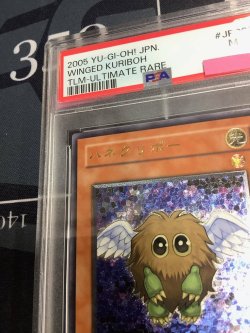 2005 YU-GI-OH! JPN.
WINGED KURIBOH
TLM-ULTIMATE RARE
PSA
ハネクリボー